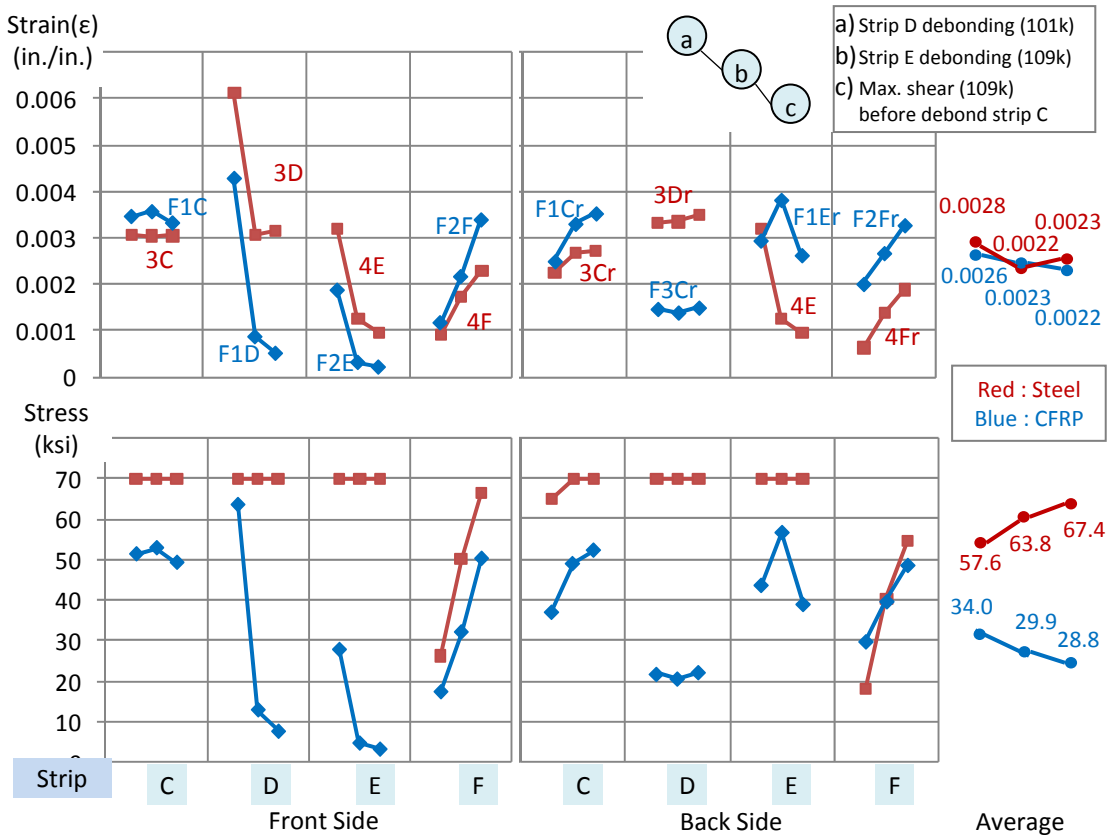 Strain(ε)
(in./in.)
a
b
c
a) Strip D debonding (101k)
b) Strip E debonding (109k)
c) Max. shear (109k)
before debond strip C
0.006
0.005
0.004
0.003
0.002
0.001
0
F1C
3C
3D
F1D
4E
F2E
F2F
4F
F1Cr
3Cr
3Dr
F3Cr
F1Er
4E
F2Fr
4Fr
0.0028
0.0023
0.0022
0.0026
0.0023
0.0022
Red : Steel
Blue : CFRP
Stress
(ksi)
70
60
50
40
30
20
10
57.6
63.8
67.4
34.0
29.9
28.8
Strip
C
D
E
F
C
D
E
F
Front Side
Back Side
Average